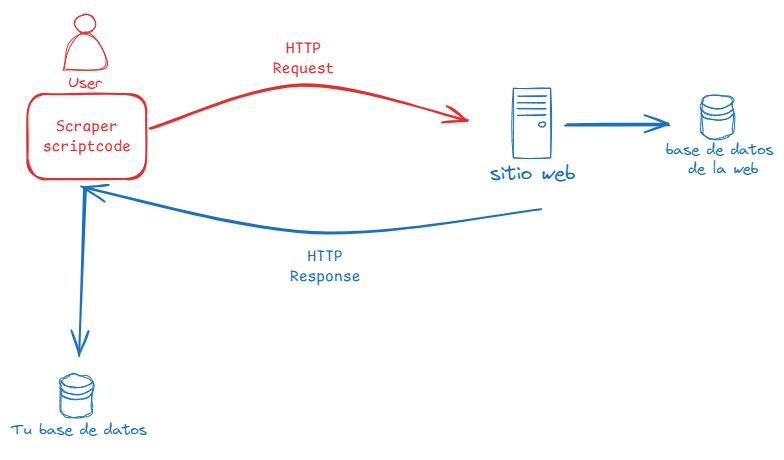 User
Scraper
scriptcode
HTTP
Request
sitio web
base de datos
de la web
HTTP
Response
Tu base de datos